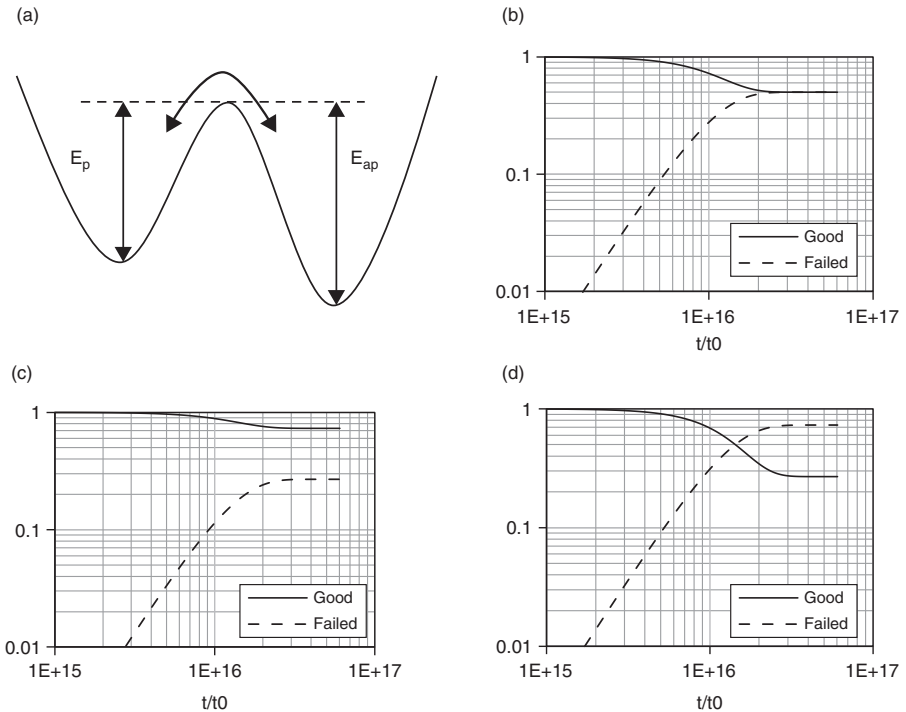 (a)
E_p
E_ap
(b)
1
0.1
0.01
1E+15
1E+16
1E+17
t/t0
Good
Failed
(c)
1
0.1
0.01
1E+15
1E+16
1E+17
t/t0
Good
Failed
(d)
1
0.1
0.01
1E+15
1E+16
1E+17
t/t0
Good
Failed